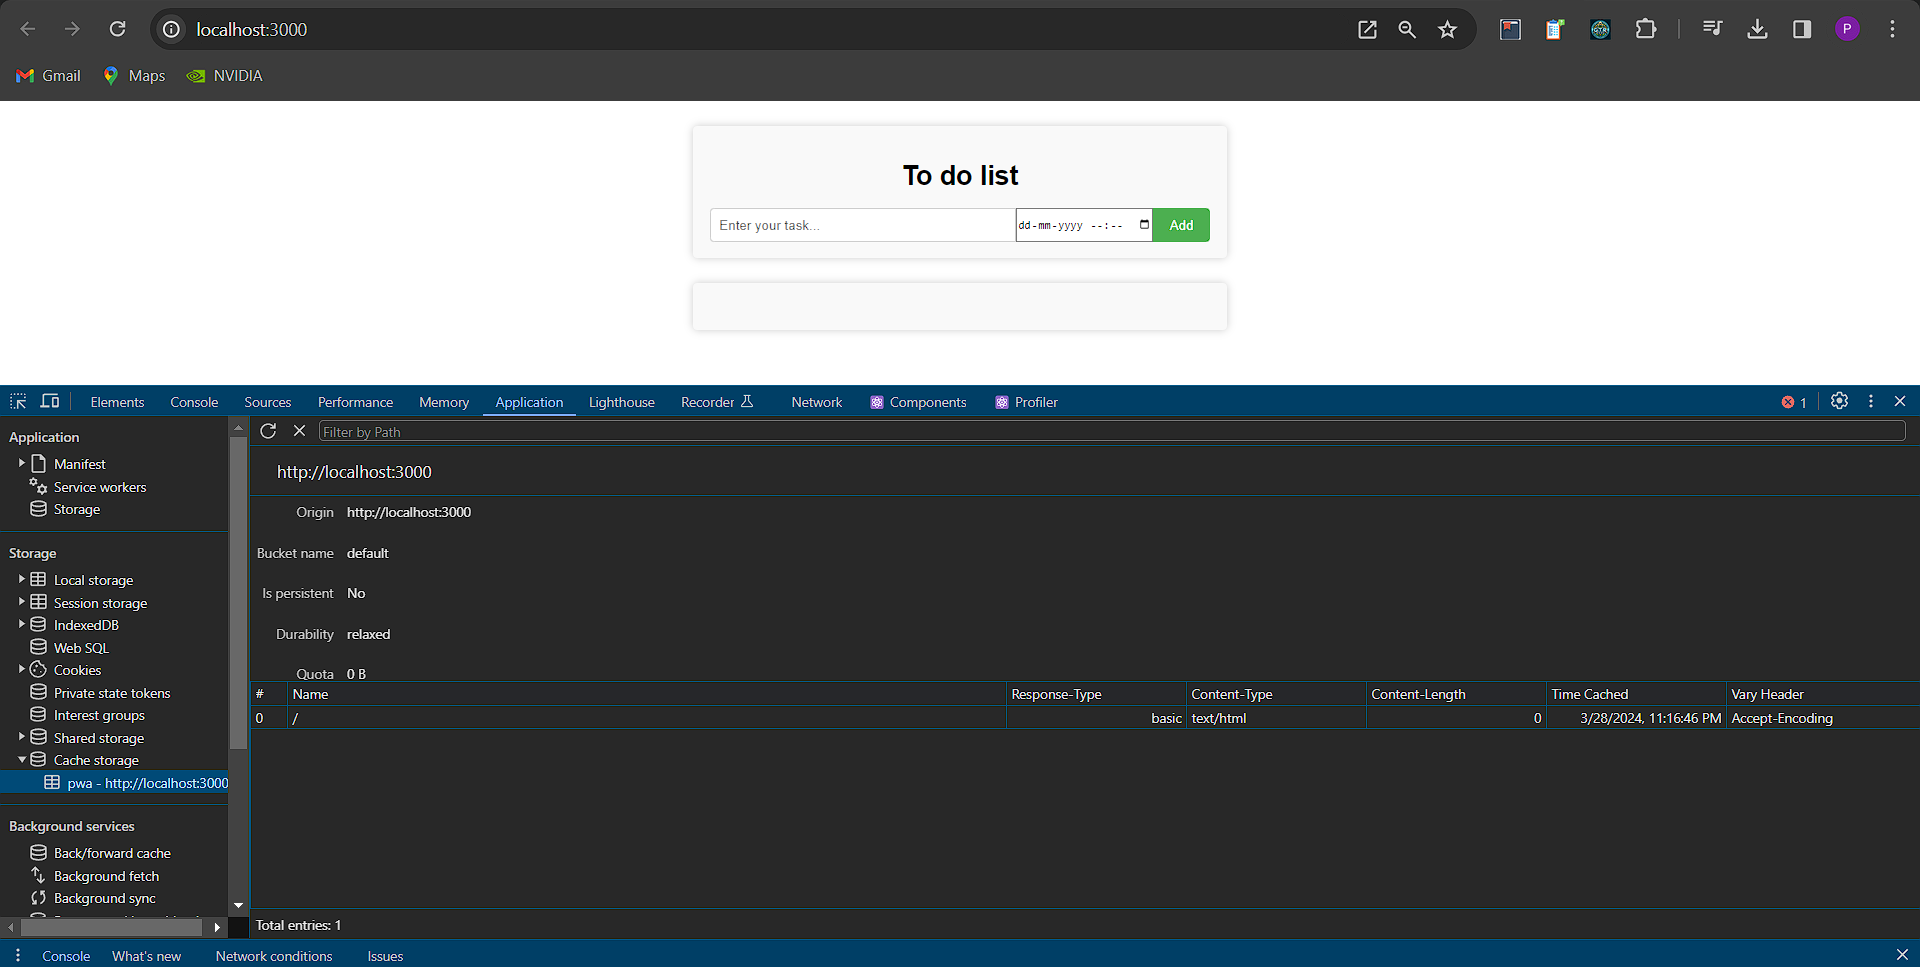 localhost:3000
P
Gmail Maps NVIDIA
To do list
Enter your task... dd-mm-yyyy --:-- Add
Elements Console Sources Performance Memory Application Lighthouse Recorder Network Components Profiler 1
Application
Manifest
Service workers
Storage
Storage
Local storage
Session storage
IndexedDB
Web SQL
Cookies
Private state tokens
Interest groups
Shared storage
Cache storage
pwa - http://localhost:3000
Background services
Back/forward cache
Background fetch
Background sync
Filter by Path
http://localhost:3000
Origin http://localhost:3000
Bucket name default
Is persistent No
Durability relaxed
Quota 0 B
# Name Response-Type Content-Type Content-Length Time Cached Vary Header
0 / basic text/html 0 3/28/2024, 11:16:46 PM Accept-Encoding
Total entries: 1
Console What's new Network conditions Issues